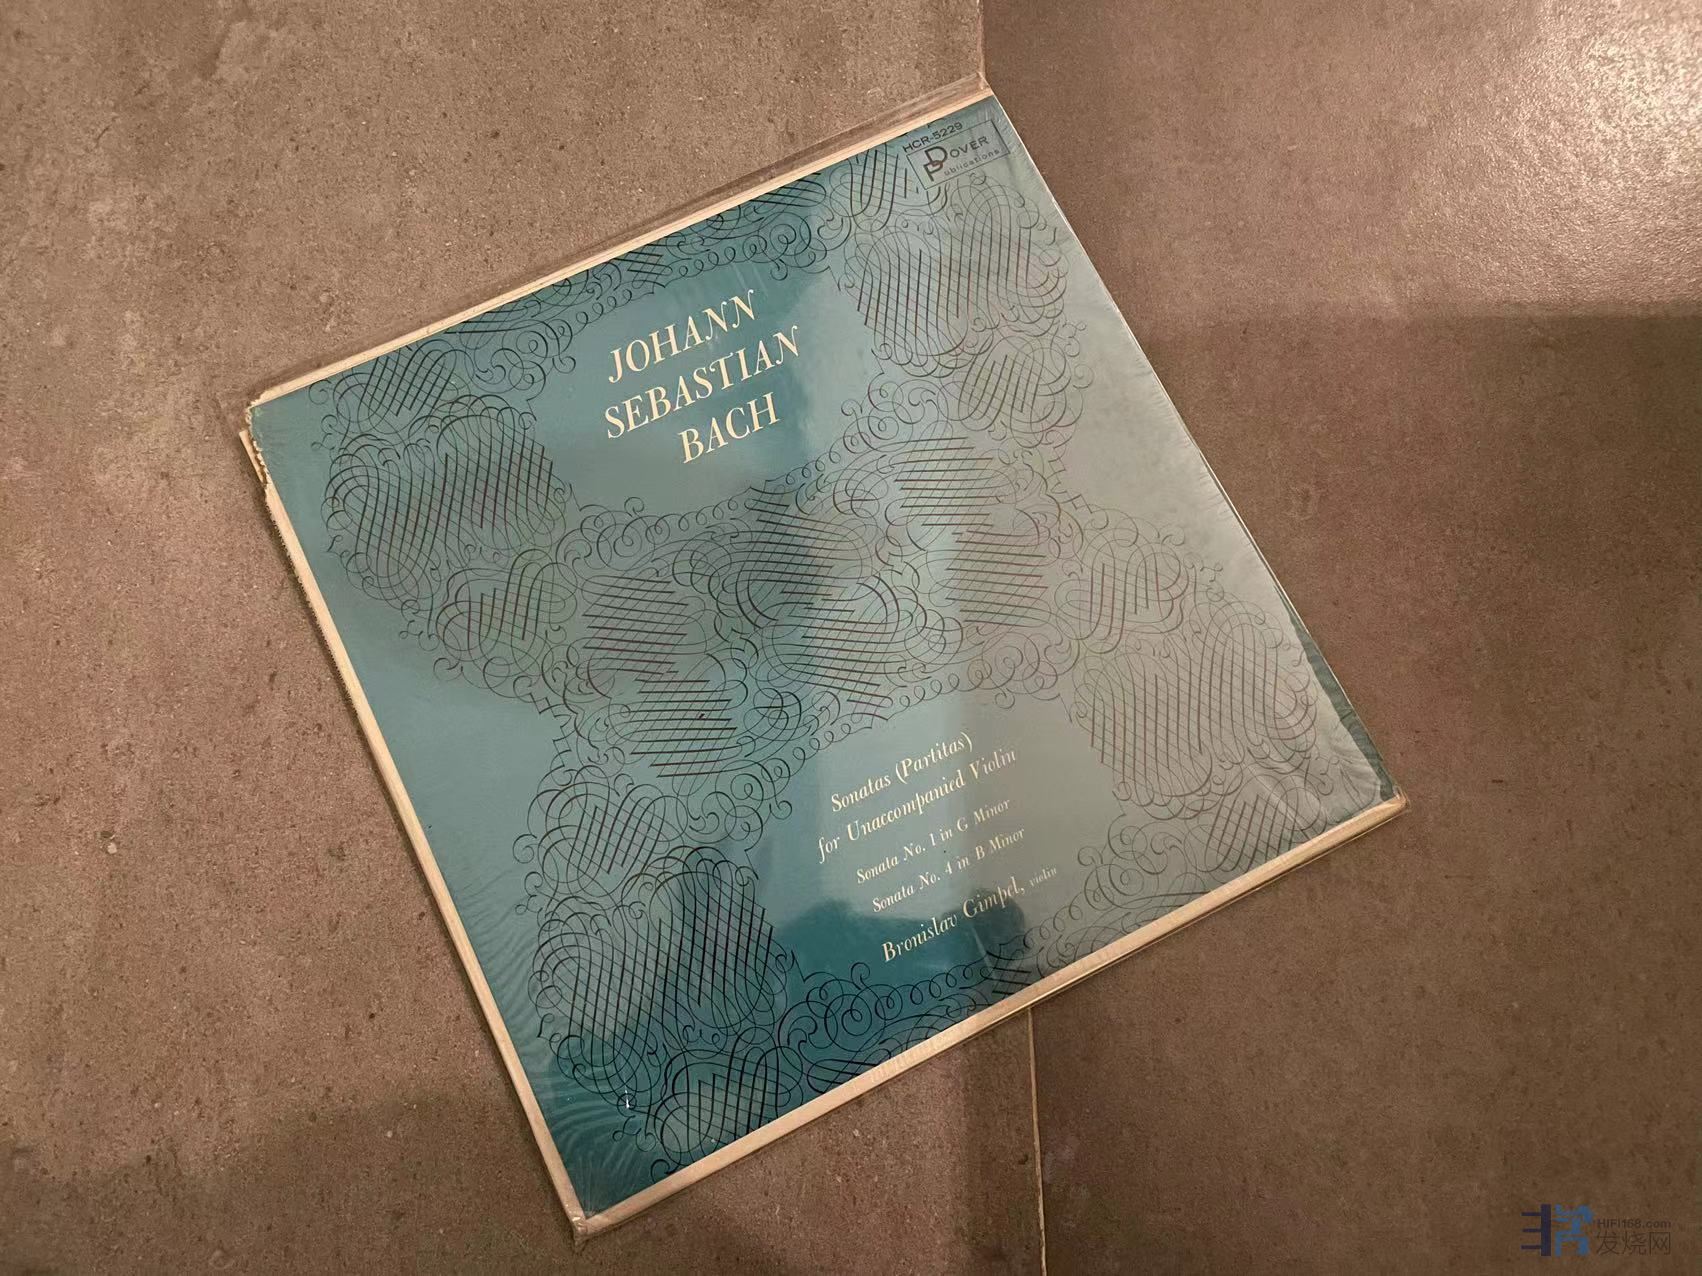 HCR-5229
DOVER
Publications
JOHANN
SEBASTIAN
BACH
Sonatas (Partitas)
for Unaccompanied Violin
Sonata No. 1 in G Minor
Sonata No. 4 in B Minor
Bronislav Gimpel, violin
HIFI168.com
发烧网